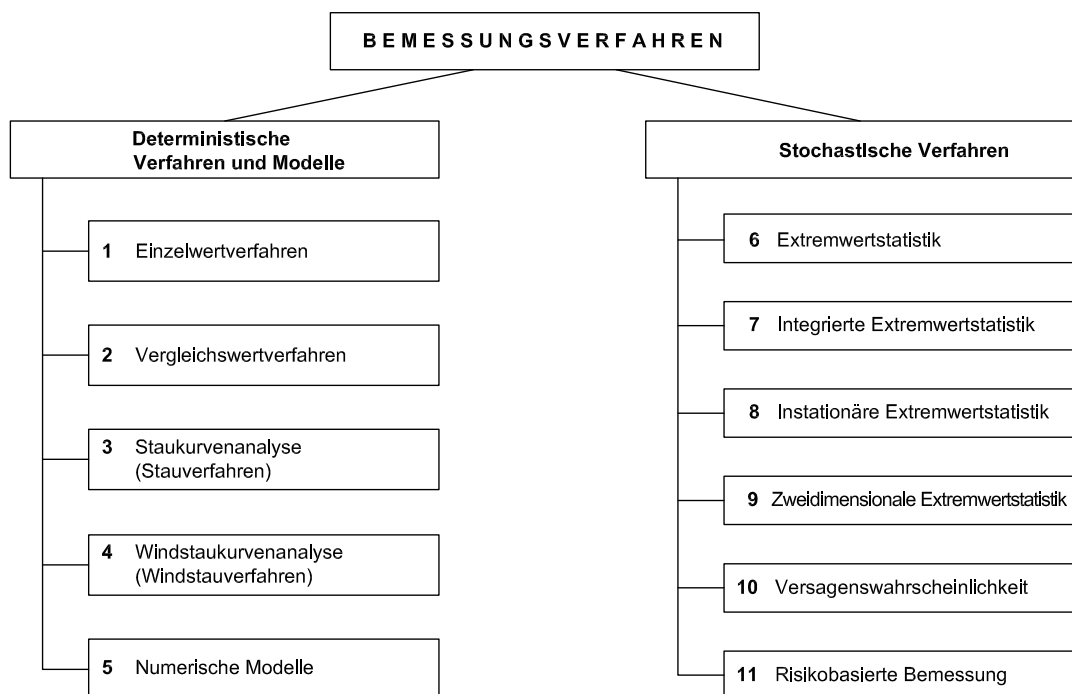 BEMESSUNGSVERFAHREN
Deterministische
Verfahren und Modelle
1 Einzelwertverfahren
2 Vergleichswertverfahren
3 Staukurvenanalyse
(Stauverfahren)
4 Windstaukurvenanalyse
(Windstauverfahren)
5 Numerische Modelle
StochastIsche Verfahren
6 Extremwertstatistik
7 Integrierte Extremwertstatistik
8 Instationäre Extremwertstatistik
9 Zweidimensionale Extremwertstatistik
10 Versagenswahrscheinlichkeit
11 Risikobasierte Bemessung